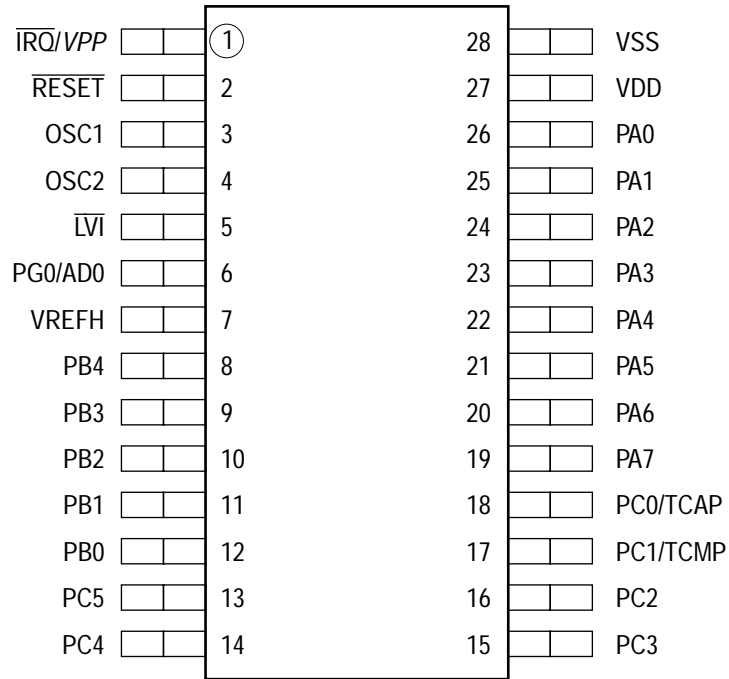 IRQ/VPP 1 28 VSS
RESET 2 27 VDD
OSC1 3 26 PA0
OSC2 4 25 PA1
LVI 5 24 PA2
PG0/AD0 6 23 PA3
VREFH 7 22 PA4
PB4 8 21 PA5
PB3 9 20 PA6
PB2 10 19 PA7
PB1 11 18 PC0/TCAP
PB0 12 17 PC1/TCMP
PC5 13 16 PC2
PC4 14 15 PC3